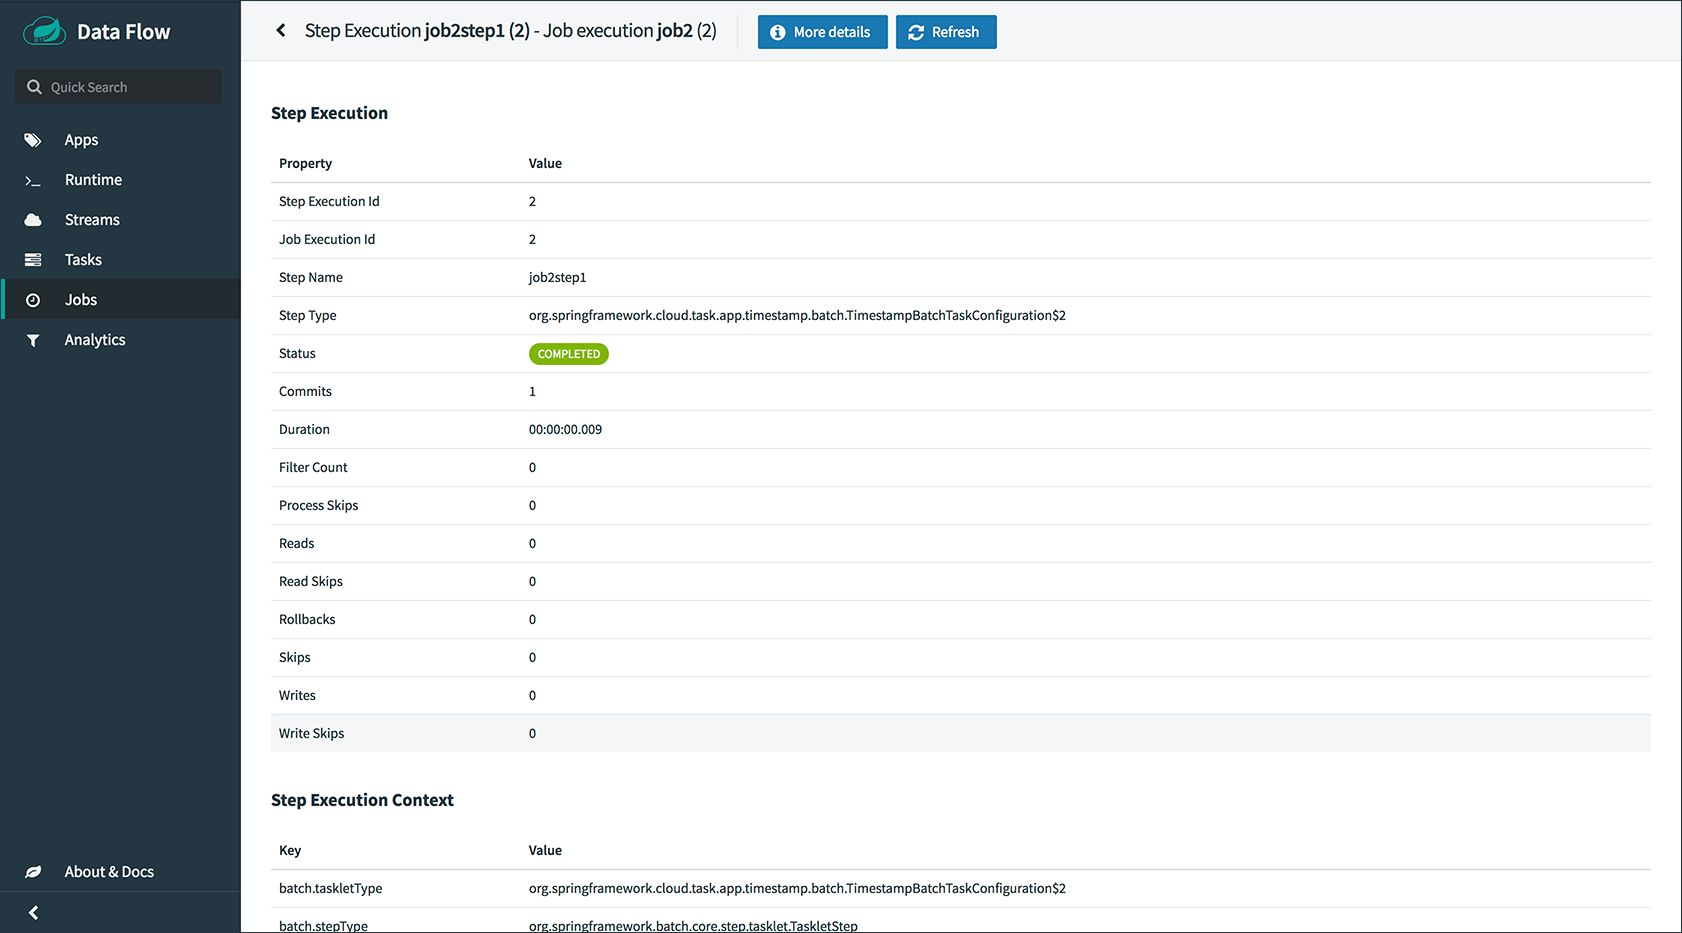 Data Flow
Quick Search
Apps
Runtime
Streams
Tasks
Jobs
Analytics
About & Docs
Step Execution job2step1 (2) - Job execution job2 (2)
More details
Refresh
Step Execution
Property Value
Step Execution Id 2
Job Execution Id 2
Step Name job2step1
Step Type org.springframework.cloud.task.app.timestamp.batch.TimestampBatchTaskConfiguration$2
Status COMPLETED
Commits 1
Duration 00:00:00.009
Filter Count 0
Process Skips 0
Reads 0
Read Skips 0
Rollbacks 0
Skips 0
Writes 0
Write Skips 0
Step Execution Context
Key Value
batch.taskletType org.springframework.cloud.task.app.timestamp.batch.TimestampBatchTaskConfiguration$2
batch.stepType org.springframework.batch.core.step.tasklet.TaskletStep